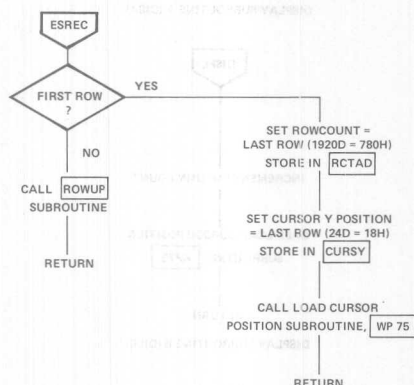 ESREC
FIRST ROW
?
YES
NO
CALL ROWUP
SUBROUTINE
RETURN
SET ROWCOUNT =
LAST ROW (1920D = 780H)
STORE IN RCTAD
SET CURSOR Y POSITION
= LAST ROW (24D = 18H)
STORE IN CURSY
CALL LOAD CURSOR
POSITION SUBROUTINE, WP 75
RETURN